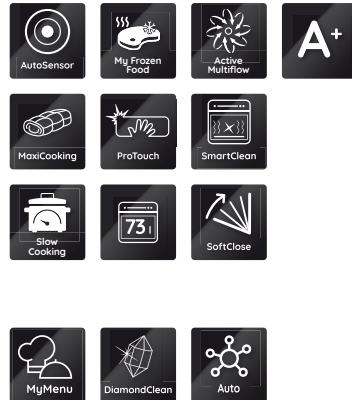 AutoSensor
My Frozen
Food
Active
Multiflow
A+
MaxiCooking
ProTouch
SmartClean
Slow
Cooking
73
SoftClose
MyMenu
DiamondClean
Auto